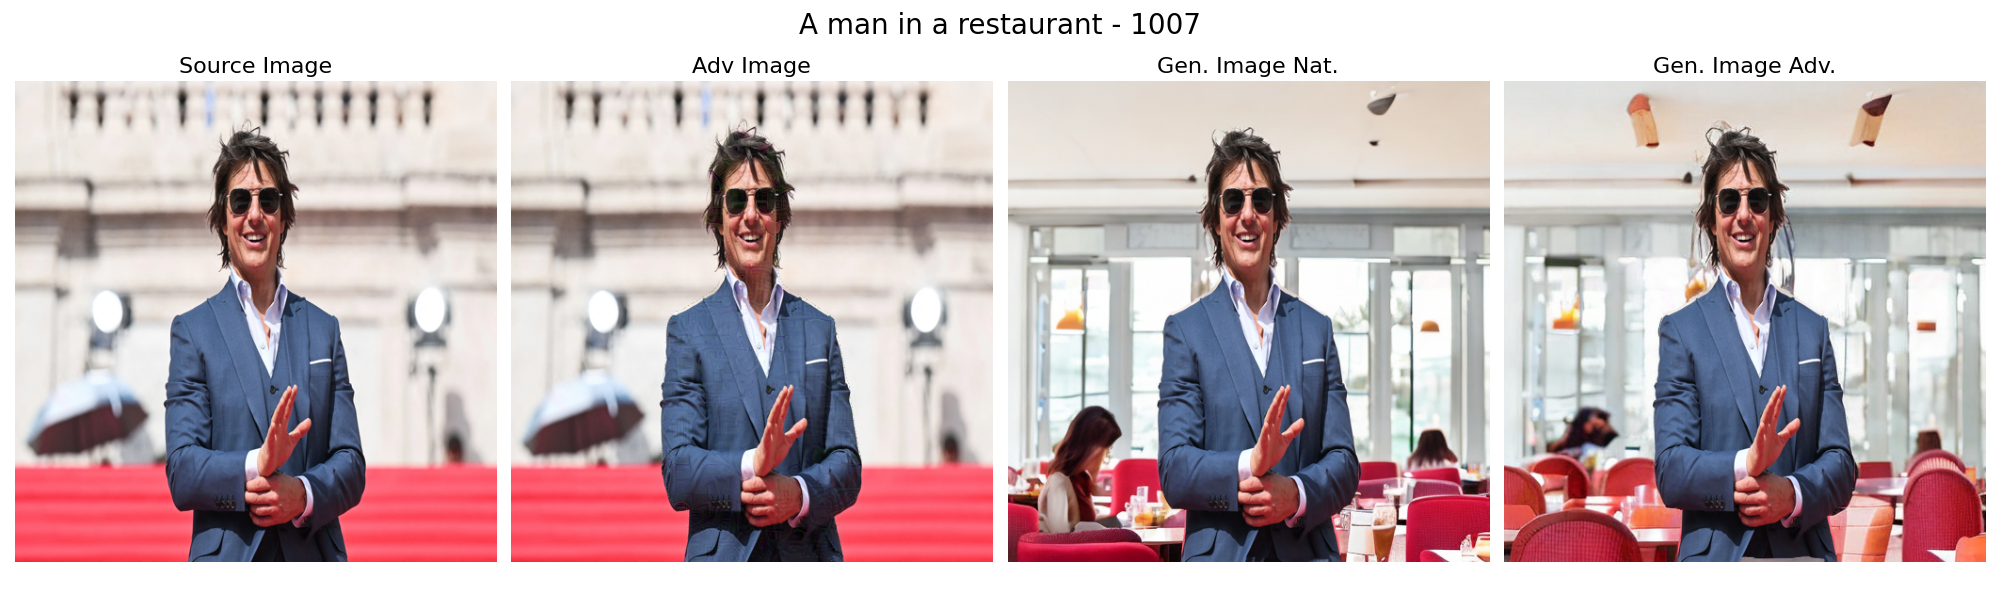 A man in a restaurant - 1007
Source Image
Adv Image
Gen. Image Nat.
Gen. Image Adv.